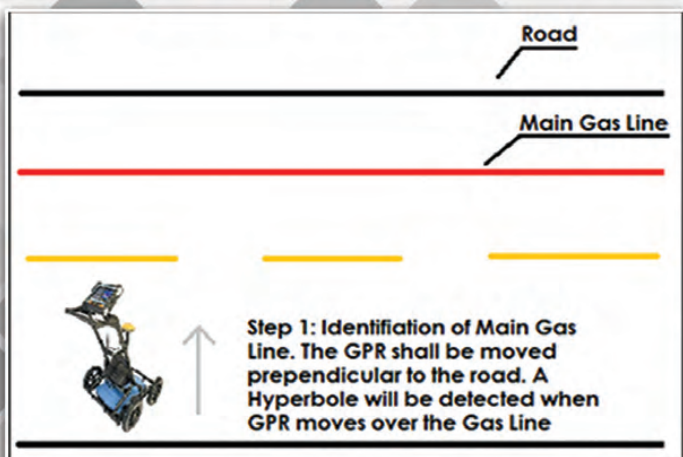 Road
Main Gas Line
Step 1: Identifiation of Main Gas
Line. The GPR shall be moved
prependicular to the road. A
Hyperbole will be detected when
GPR moves over the Gas Line